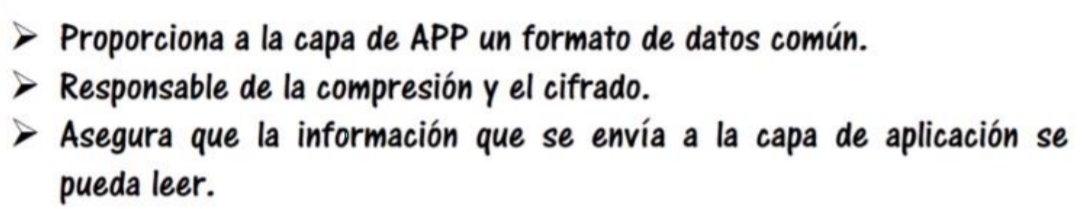 ➢ Proporciona a la capa de APP un formato de datos común.
➢ Responsable de la compresión y el cifrado.
➢ Asegura que la información que se envía a la capa de aplicación se
pueda leer.